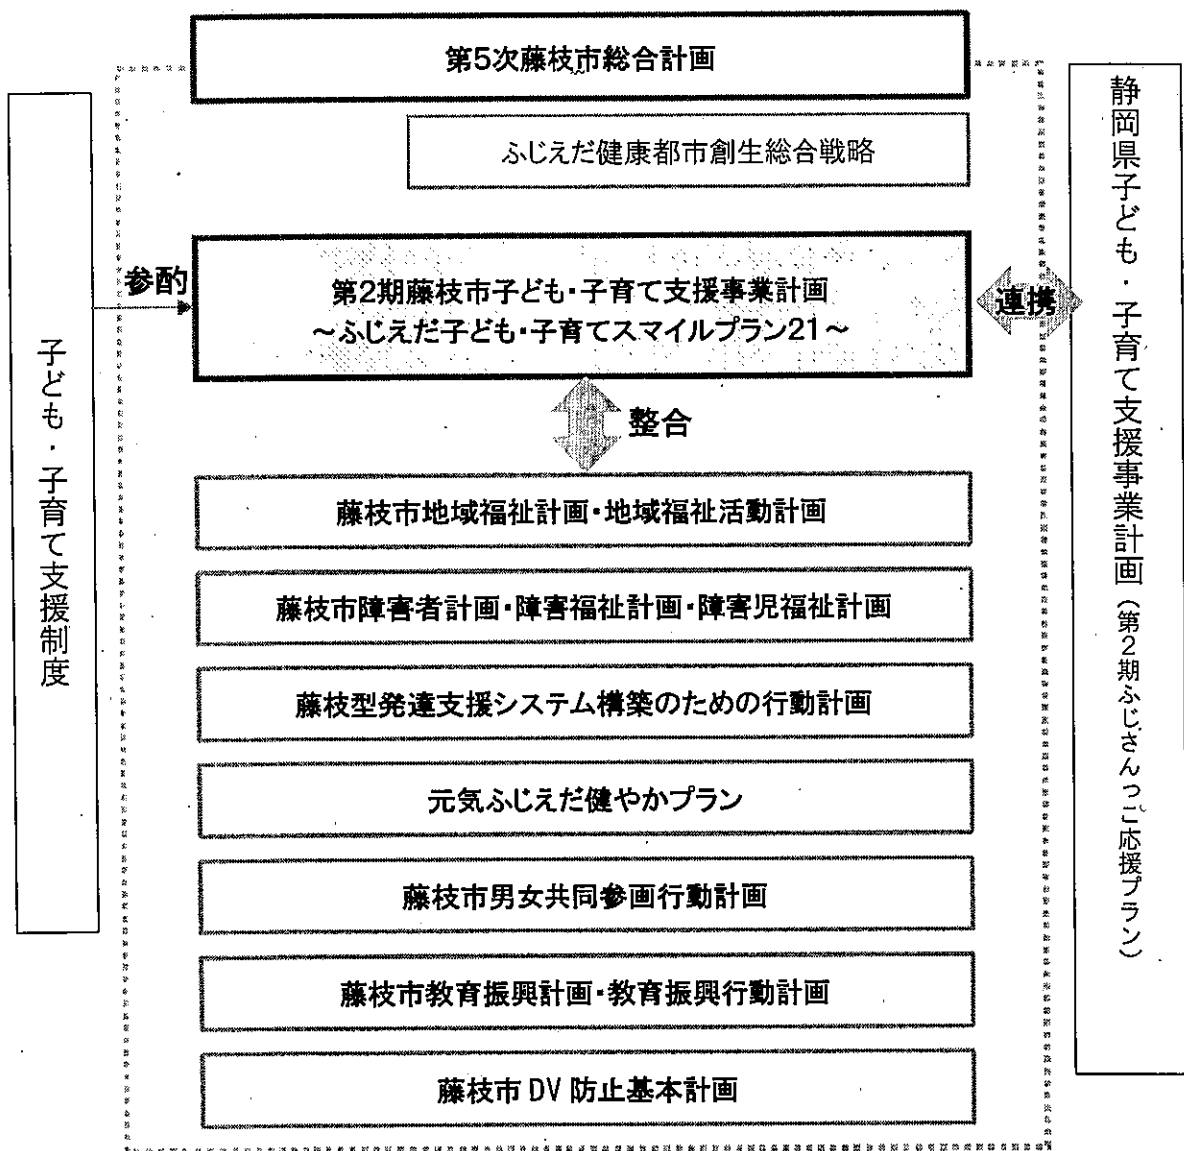 第5次藤枝市総合計画
ふじえだ健康都市創生総合戦略
第2期藤枝市子ども・子育て支援事業計画
～ふじえだ子ども・子育てスマイルプラン21～
参酌
連携
整合
子ども・子育て支援制度
静岡県子ども・子育て支援事業計画（第2期ふじさんっこ応援プラン）
藤枝市地域福祉計画・地域福祉活動計画
藤枝市障害者計画・障害福祉計画・障害児福祉計画
藤枝型発達支援システム構築のための行動計画
元気ふじえだ健やかプラン
藤枝市男女共同参画行動計画
藤枝市教育振興計画・教育振興行動計画
藤枝市 DV 防止基本計画